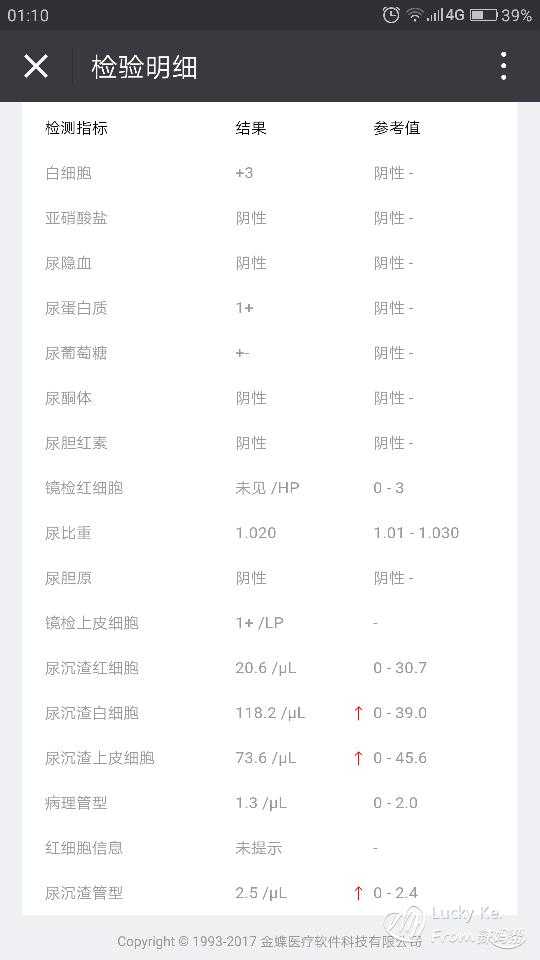 01:10 4G 39%
检验明细
检测指标 结果 参考值
白细胞 +3 阴性 -
亚硝酸盐 阴性 阴性 -
尿隐血 阴性 阴性 -
尿蛋白质 1+ 阴性 -
尿葡萄糖 +- 阴性 -
尿酮体 阴性 阴性 -
尿胆红素 阴性 阴性 -
镜检红细胞 未见 /HP 0 - 3
尿比重 1.020 1.01 - 1.030
尿胆原 阴性 阴性 -
镜检上皮细胞 1+ /LP -
尿沉渣红细胞 20.6 /μL 0 - 30.7
尿沉渣白细胞 118.2 /μL ↑ 0 - 39.0
尿沉渣上皮细胞 73.6 /μL ↑ 0 - 45.6
病理管型 1.3 /μL 0 - 2.0
红细胞信息 未提示 -
尿沉渣管型 2.5 /μL ↑ 0 - 2.4
Lucky Ke.
From 辣妈帮
Copyright © 1993-2017 金蝶医疗软件科技有限公司